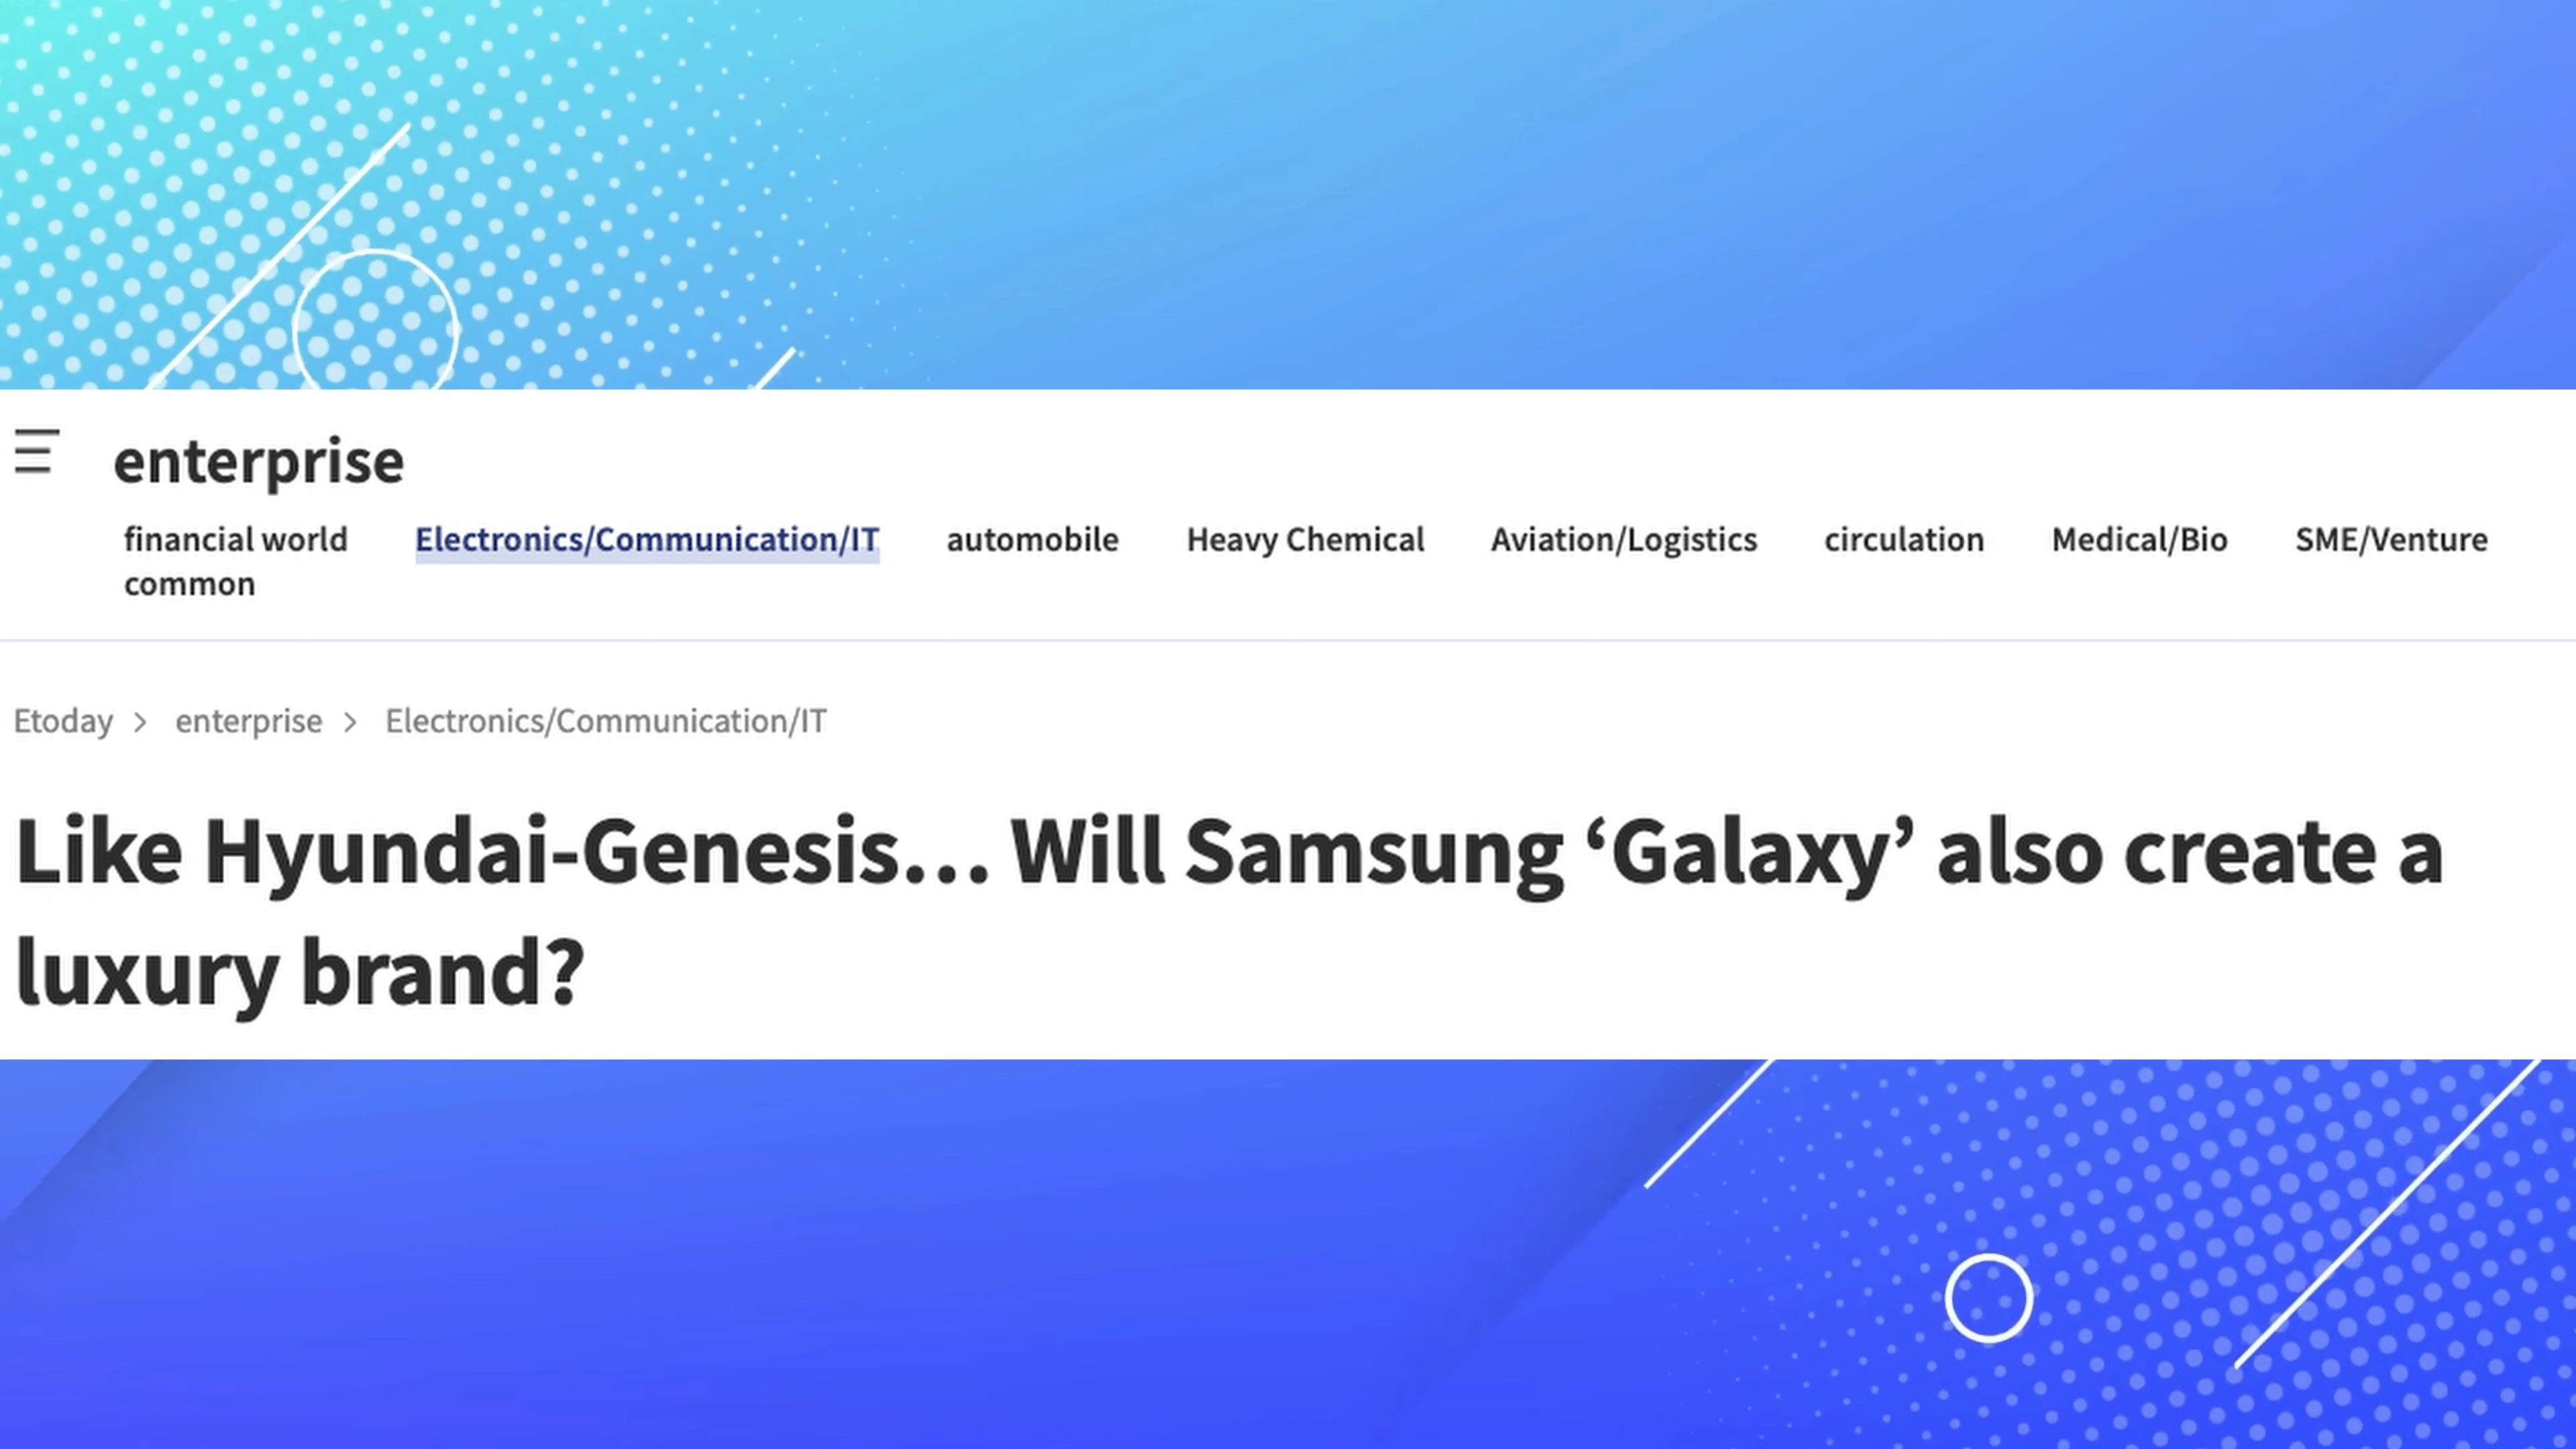 enterprise
financial world Electronics/Communication/IT automobile Heavy Chemical Aviation/Logistics circulation Medical/Bio SME/Venture
common
Etoday > enterprise > Electronics/Communication/IT
Like Hyundai-Genesis… Will Samsung ‘Galaxy’ also create a
luxury brand?